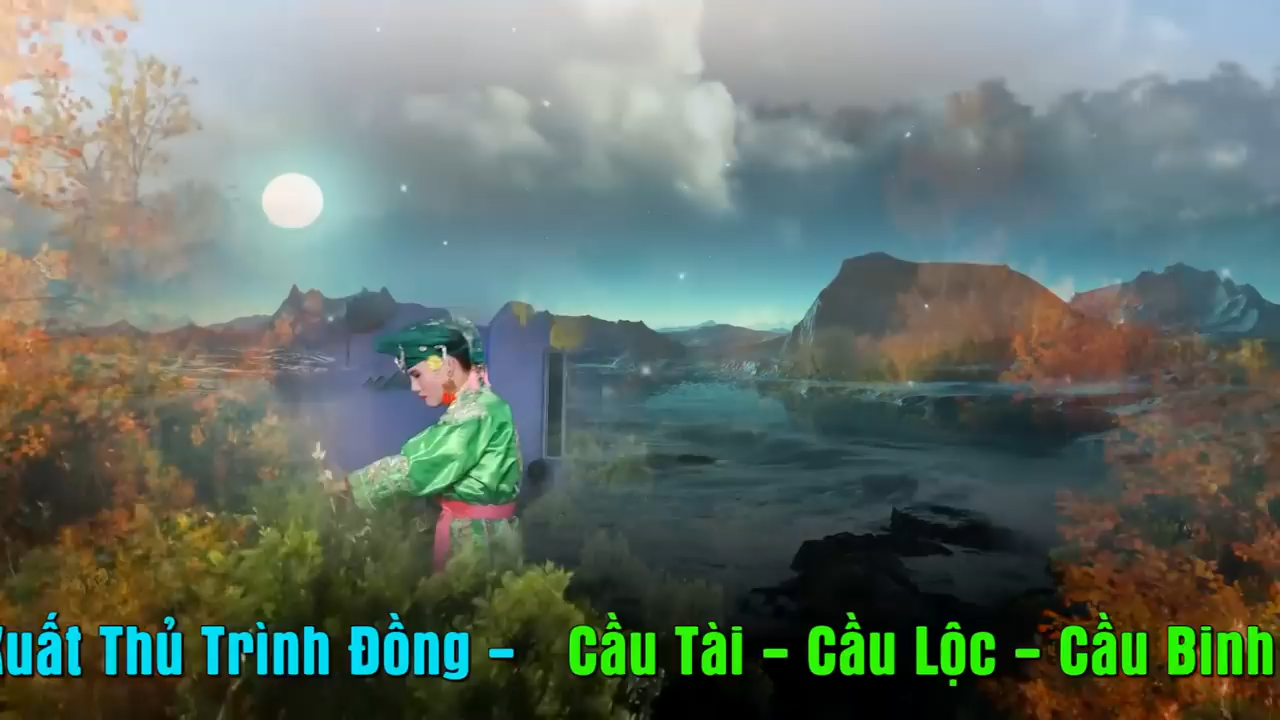 Xuất Thủ Trình Đồng - Cầu Tài - Cầu Lộc - Cầu Binh